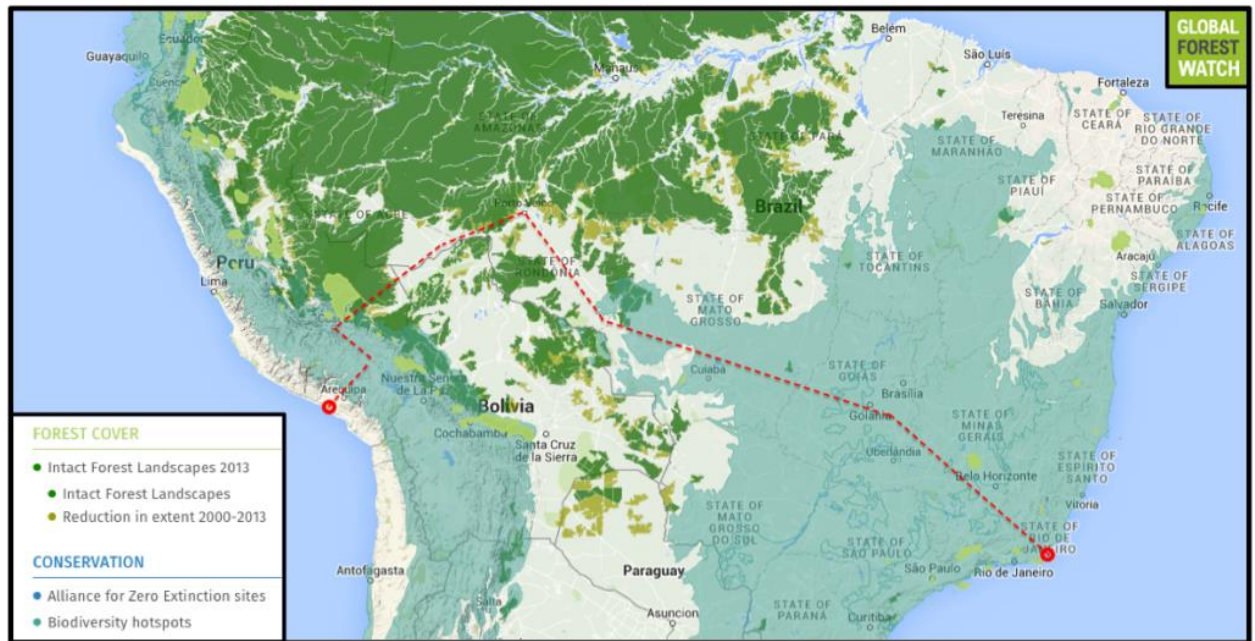 GLOBAL
FOREST
WATCH
Belém
Ecuador
Guayaquil
São Luís
Manaus
Fortaleza
STATE OF
AMAZONAS
STATE OF PARÁ
Teresina
STATE OF
CEARÁ
STATE OF
RIO GRANDE
DO NORTE
STATE OF
MARANHÃO
STATE OF
PIAUÍ
STATE OF
PARAÍBA
STATE OF
PERNAMBUCO
Recife
Porto Velho
STATE OF ACRE
Brazil
STATE OF
ALAGOAS
Aracajú
STATE OF
SERGIPE
Peru
Lima
STATE OF
RONDÔNIA
STATE OF
TOCANTINS
STATE OF
BAHIA
Salvador
STATE OF
MATO
GROSSO
Cuiabá
STATE OF
GOIÁS
Brasília
Goiânia
Arequipa
Nuestra Señora
de La Paz
Bolivia
Cochabamba
Santa Cruz
de la Sierra
STATE OF
MINAS
GERAIS
Uberlândia
Belo Horizonte
STATE OF
ESPÍRITO
SANTO
Vitória
STATE OF
MATO
GROSSO
DO SUL
STATE OF
RIO DE
JANEIRO
STATE OF
SÃO PAULO
São Paulo
Rio de Janeiro
Paraguay
Antofagasta
Salta
Asuncion
STATE OF
PARANÁ
Curitiba
FOREST COVER
Intact Forest Landscapes 2013
Intact Forest Landscapes
Reduction in extent 2000-2013
CONSERVATION
Alliance for Zero Extinction sites
Biodiversity hotspots